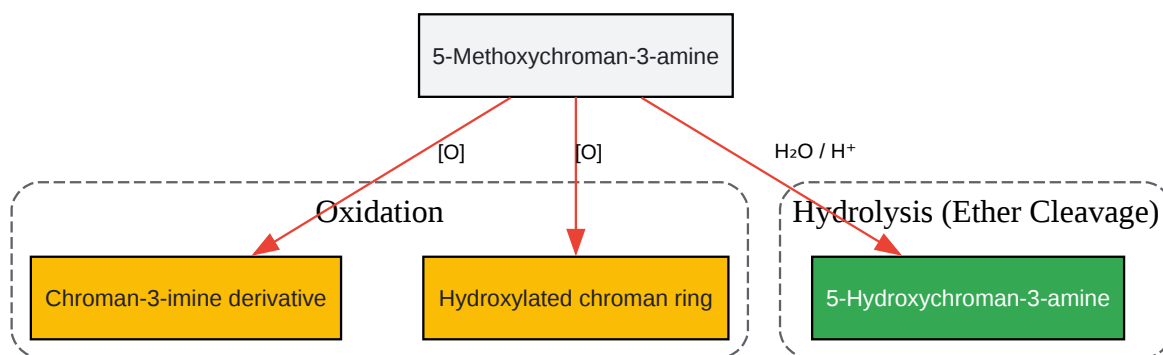 5-Methoxychroman-3-amine
[O]
[O]
H₂O / H⁺
Oxidation
Hydrolysis (Ether Cleavage)
Chroman-3-imine derivative
Hydroxylated chroman ring
5-Hydroxychroman-3-amine